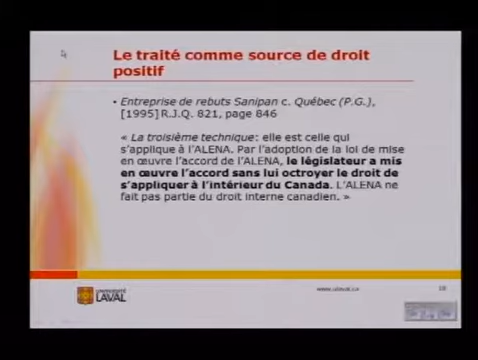 Le traité comme source de droit
positif
• Entreprise de rebuts Sanipan c. Québec (P.G.),
[1995] R.J.Q. 821, page 846
« La troisième technique: elle est celle qui
s'applique à l'ALENA. Par l'adoption de la loi de mise
en œuvre l'accord de l'ALENA, le législateur a mis
en œuvre l'accord sans lui octroyer le droit de
s'appliquer à l'intérieur du Canada. L'ALENA ne
fait pas partie du droit interne canadien. »
UNIVERSITÉ
LAVAL
www.ulaval.ca